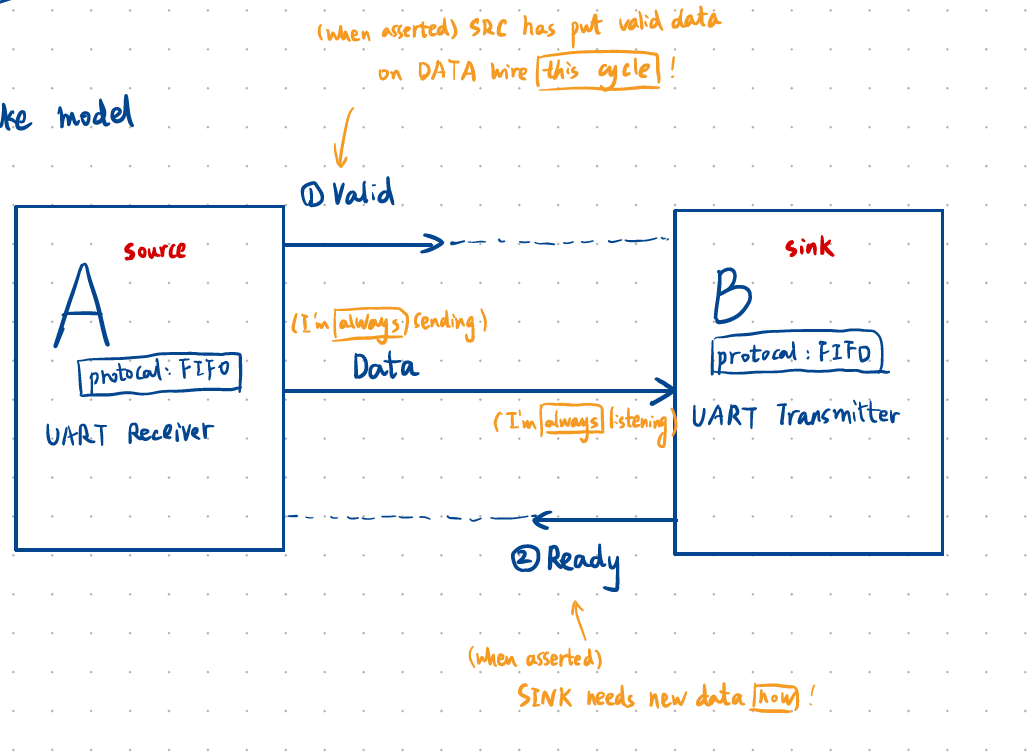 (when asserted) SRC has put valid data
on DATA wire this cycle !
ke model
① Valid
source
sink
A
B
(I'm always sending)
protocal: FIFO
Data
protocal : FIFO
(I'm always listening)
UART Receiver
UART Transmitter
② Ready
(when asserted)
SINK needs new data now !